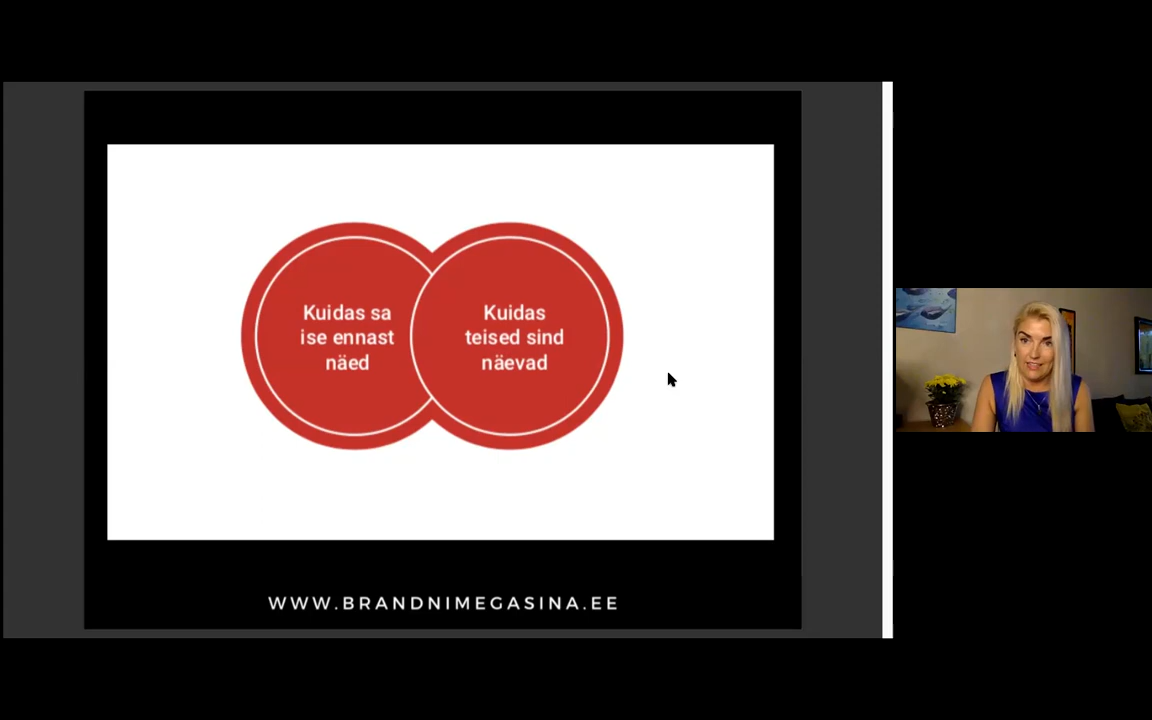 Kuidas sa
ise ennast
näed
Kuidas
teised sind
näevad
WWW.BRANDNIMEGASINA.EE